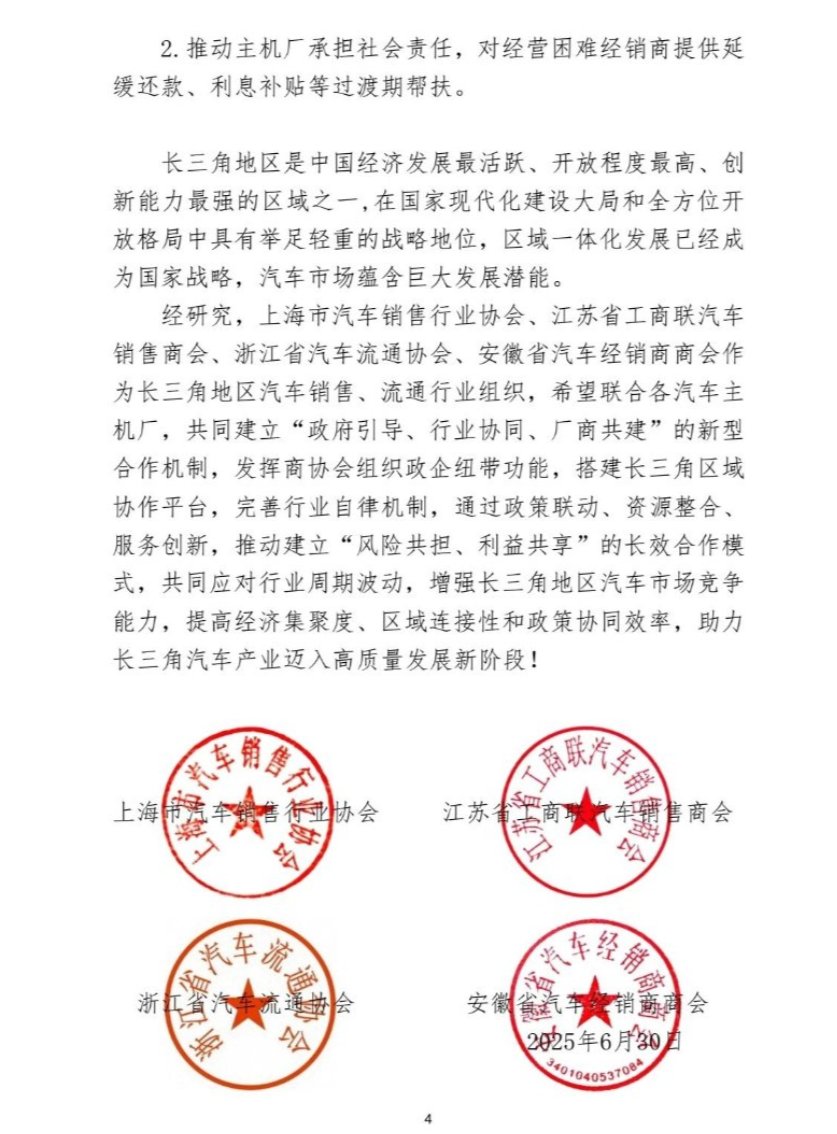 2.推动主机厂承担社会责任，对经营困难经销商提供延
缓还款、利息补贴等过渡期帮扶。
长三角地区是中国经济发展最活跃、开放程度最高、创
新能力最强的区域之一,在国家现代化建设大局和全方位开
放格局中具有举足轻重的战略地位，区域一体化发展已经成
为国家战略，汽车市场蕴含巨大发展潜能。
经研究，上海市汽车销售行业协会、江苏省工商联汽车
销售商会、浙江省汽车流通协会、安徽省汽车经销商商会作
为长三角地区汽车销售、流通行业组织，希望联合各汽车主
机厂，共同建立“政府引导、行业协同、厂商共建”的新型
合作机制，发挥商协会组织政企纽带功能，搭建长三角区域
协作平台，完善行业自律机制，通过政策联动、资源整合、
服务创新，推动建立“风险共担、利益共享”的长效合作模
式，共同应对行业周期波动，增强长三角地区汽车市场竞争
能力，提高经济集聚度、区域连接性和政策协同效率，助力
长三角汽车产业迈入高质量发展新阶段！
上海市汽车销售行业协会
上海市汽车销售行业协会
江苏省工商联汽车销售商会
江苏省工商联汽车销售商会
浙江省汽车流通协会
浙江省汽车流通协会
安徽省汽车经销商商会
安徽省汽车经销商商会
2025年6月30日
3401040537084
4